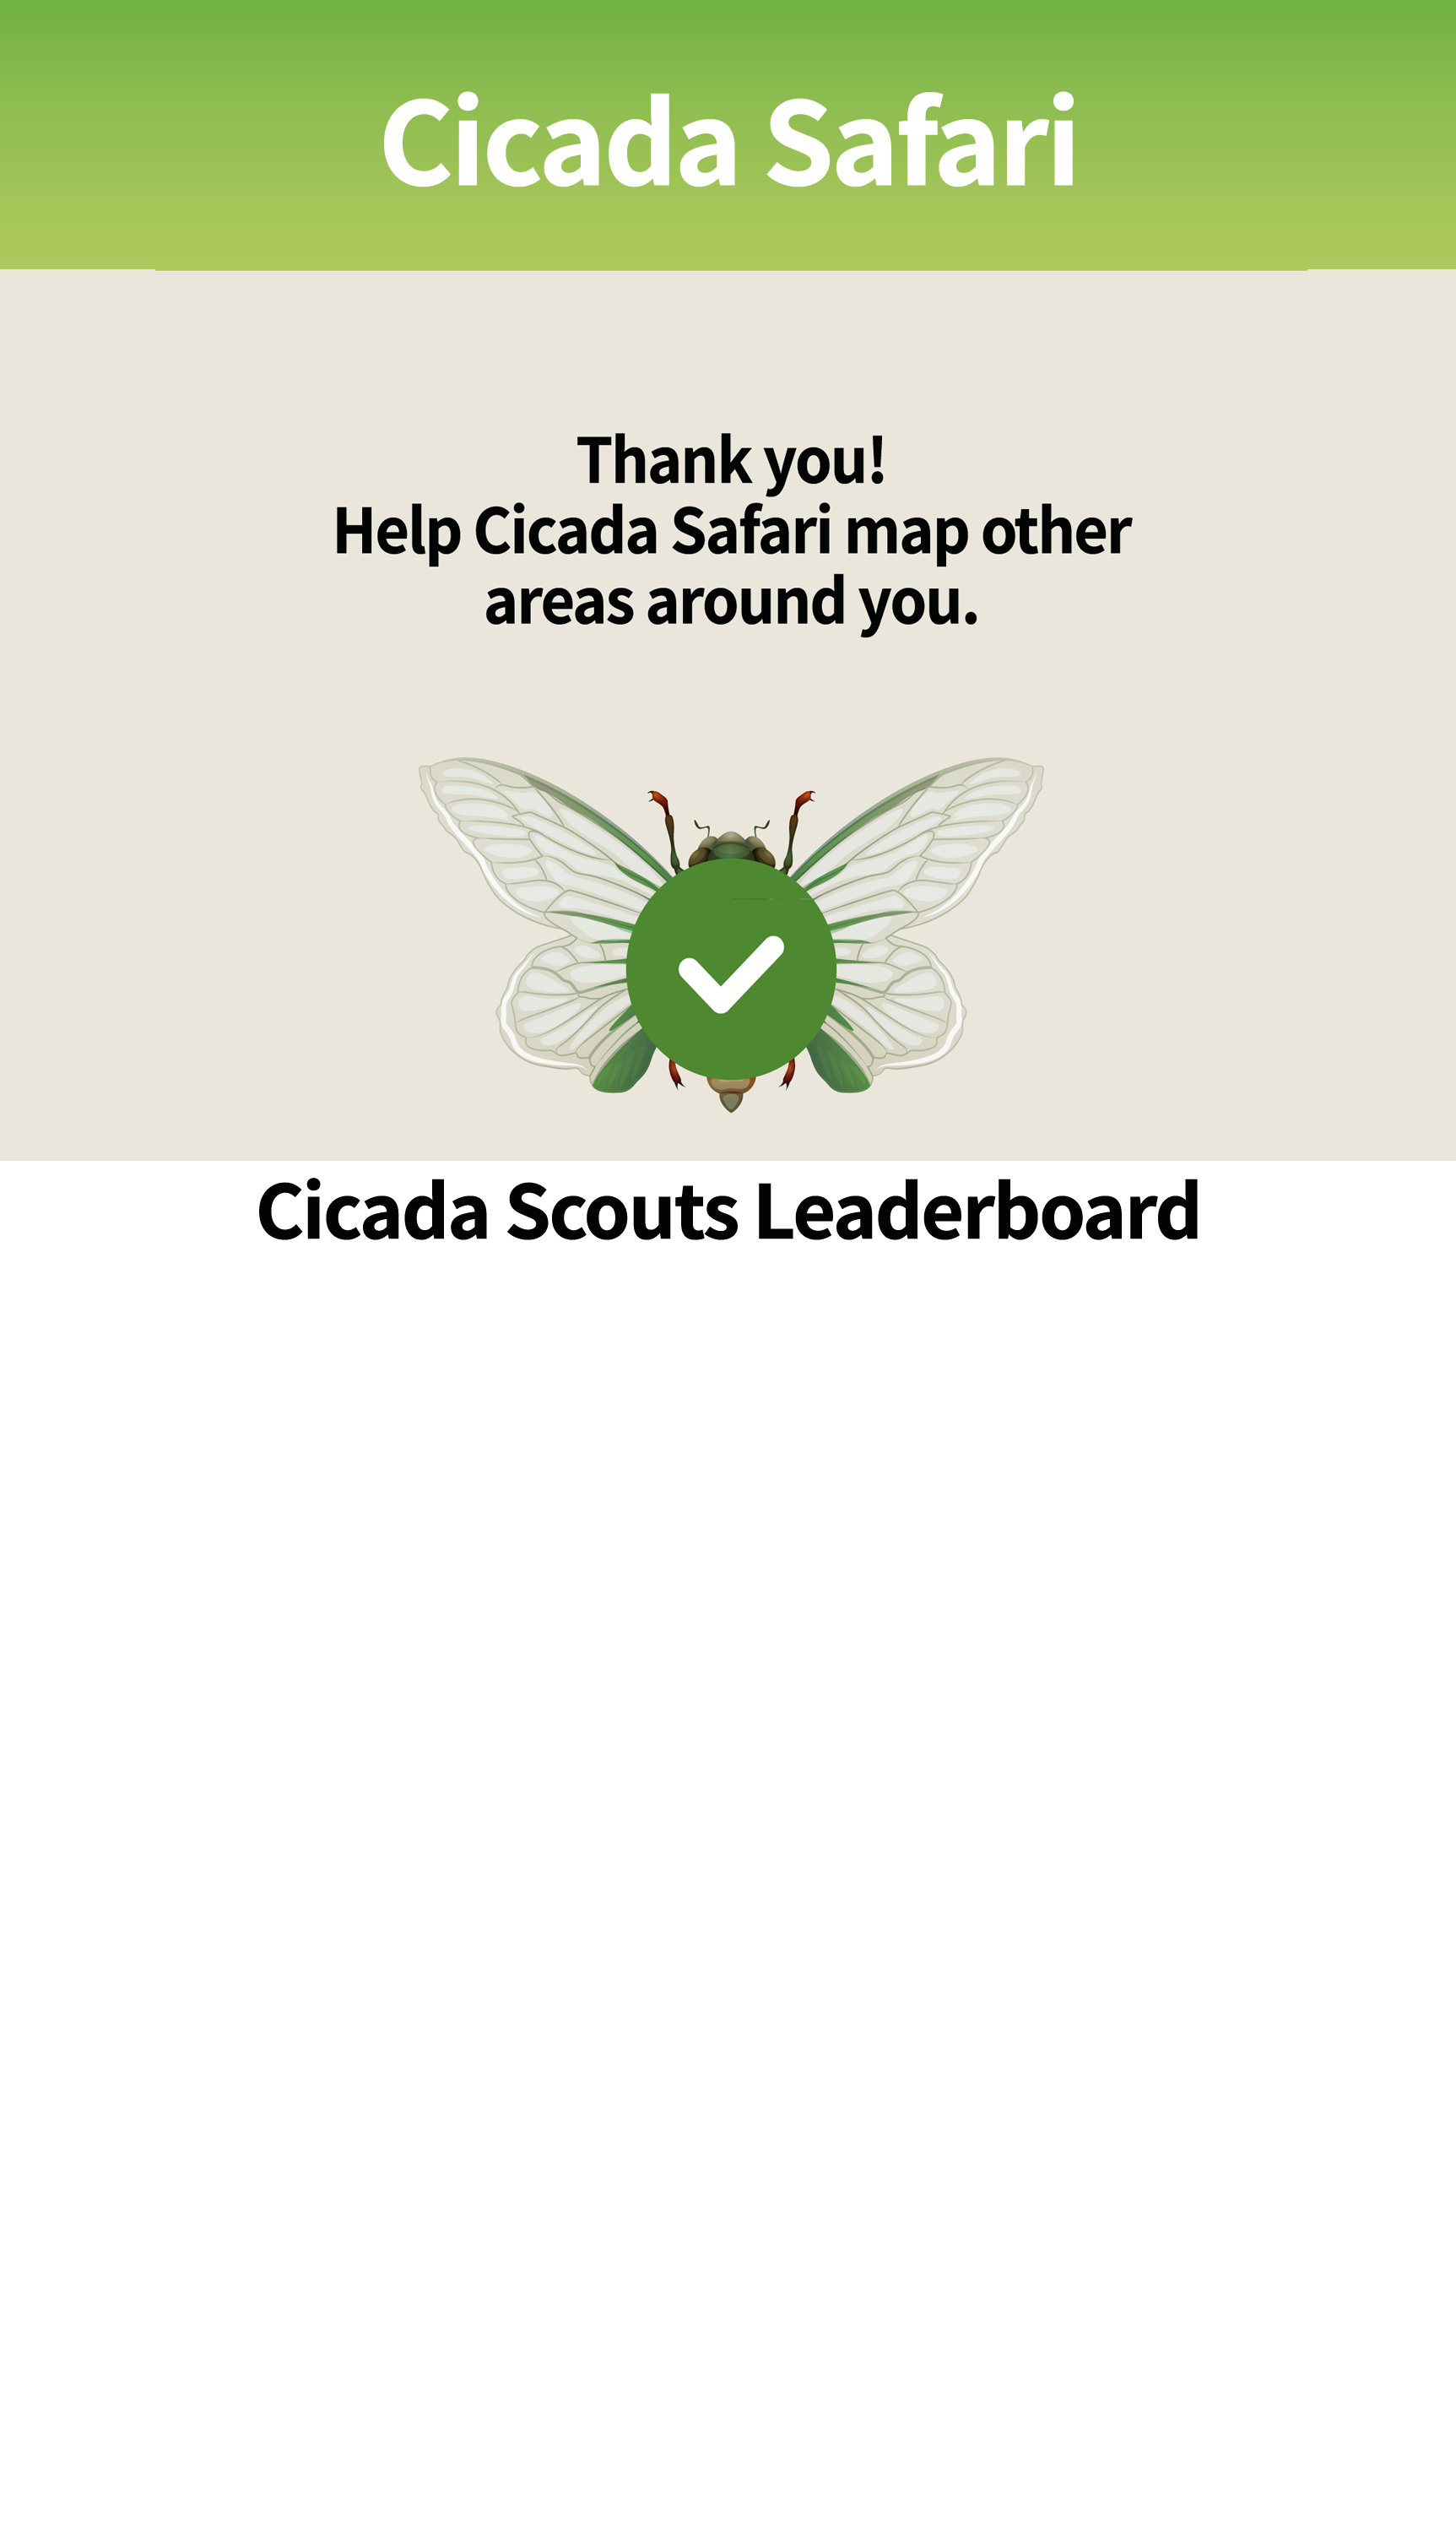 Cicada Safari
Thank you!
Help Cicada Safari map other
areas around you.
Cicada Scouts Leaderboard